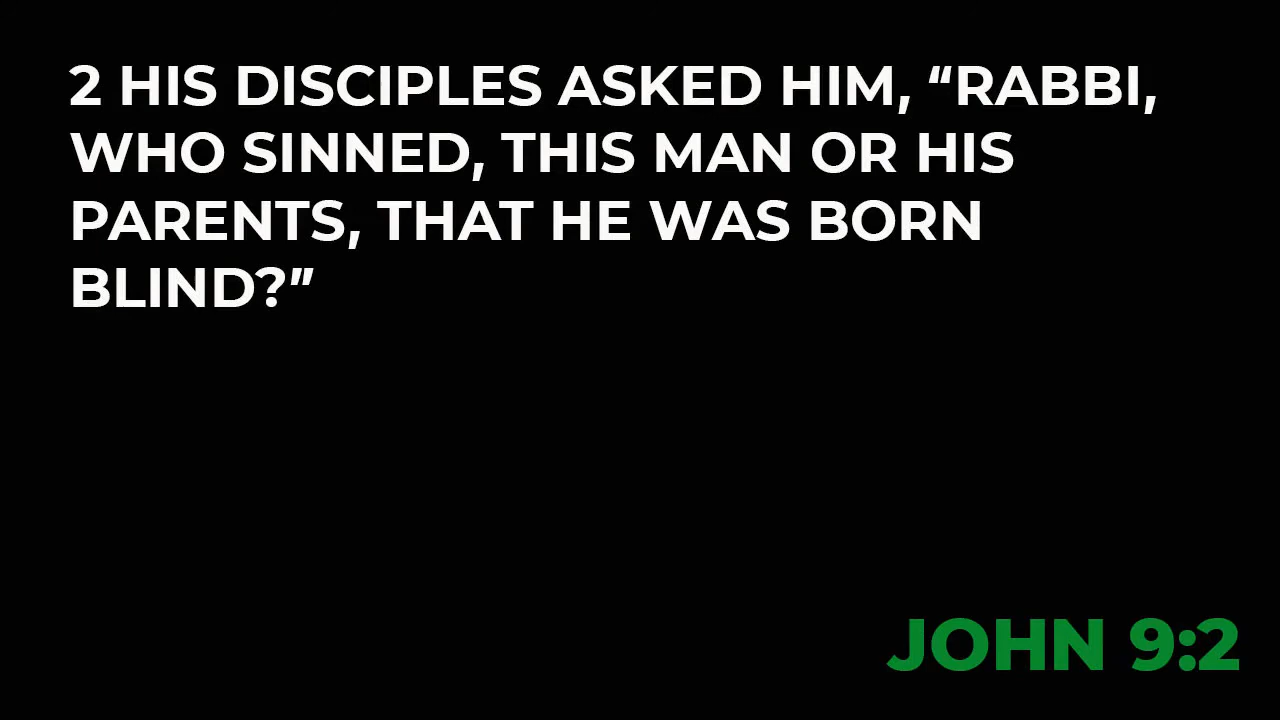 2 HIS DISCIPLES ASKED HIM, “RABBI,
WHO SINNED, THIS MAN OR HIS
PARENTS, THAT HE WAS BORN
BLIND?”
JOHN 9:2